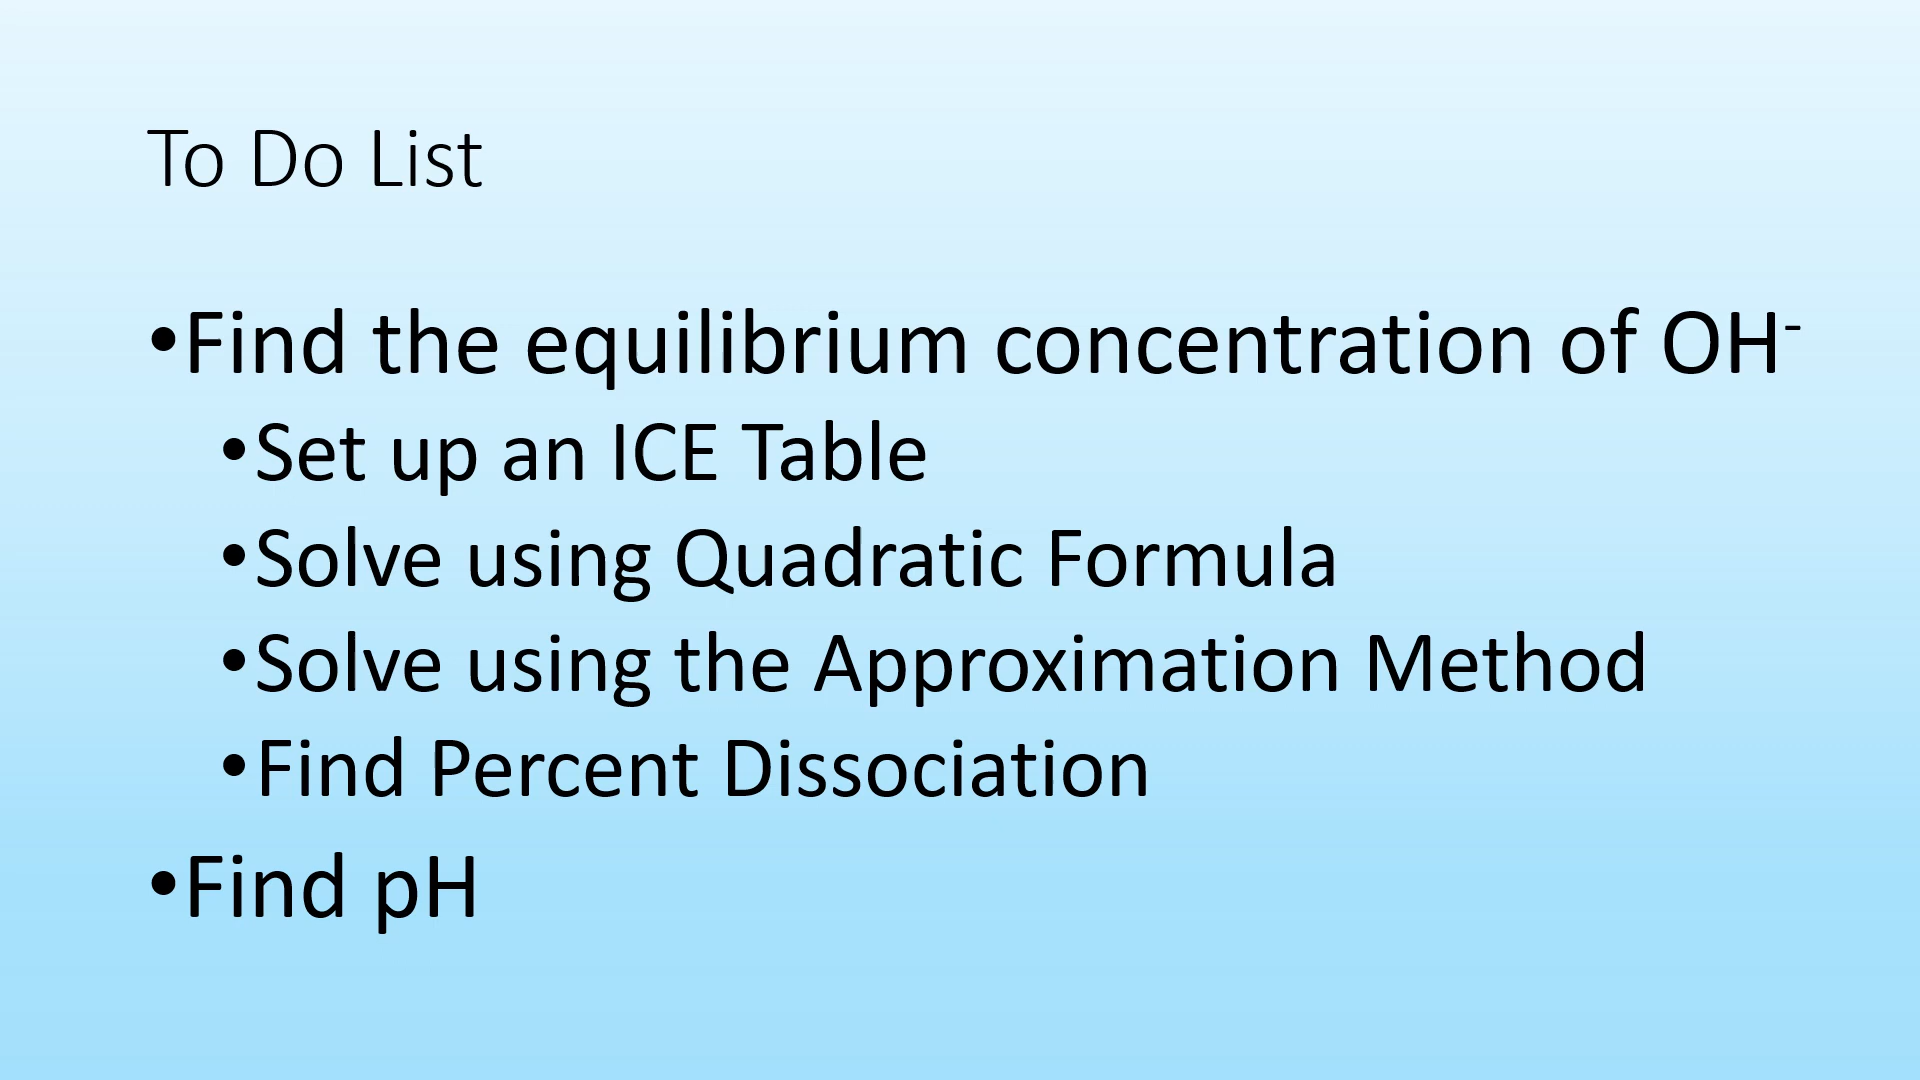 To Do List
•Find the equilibrium concentration of OH⁻
•Set up an ICE Table
•Solve using Quadratic Formula
•Solve using the Approximation Method
•Find Percent Dissociation
•Find pH